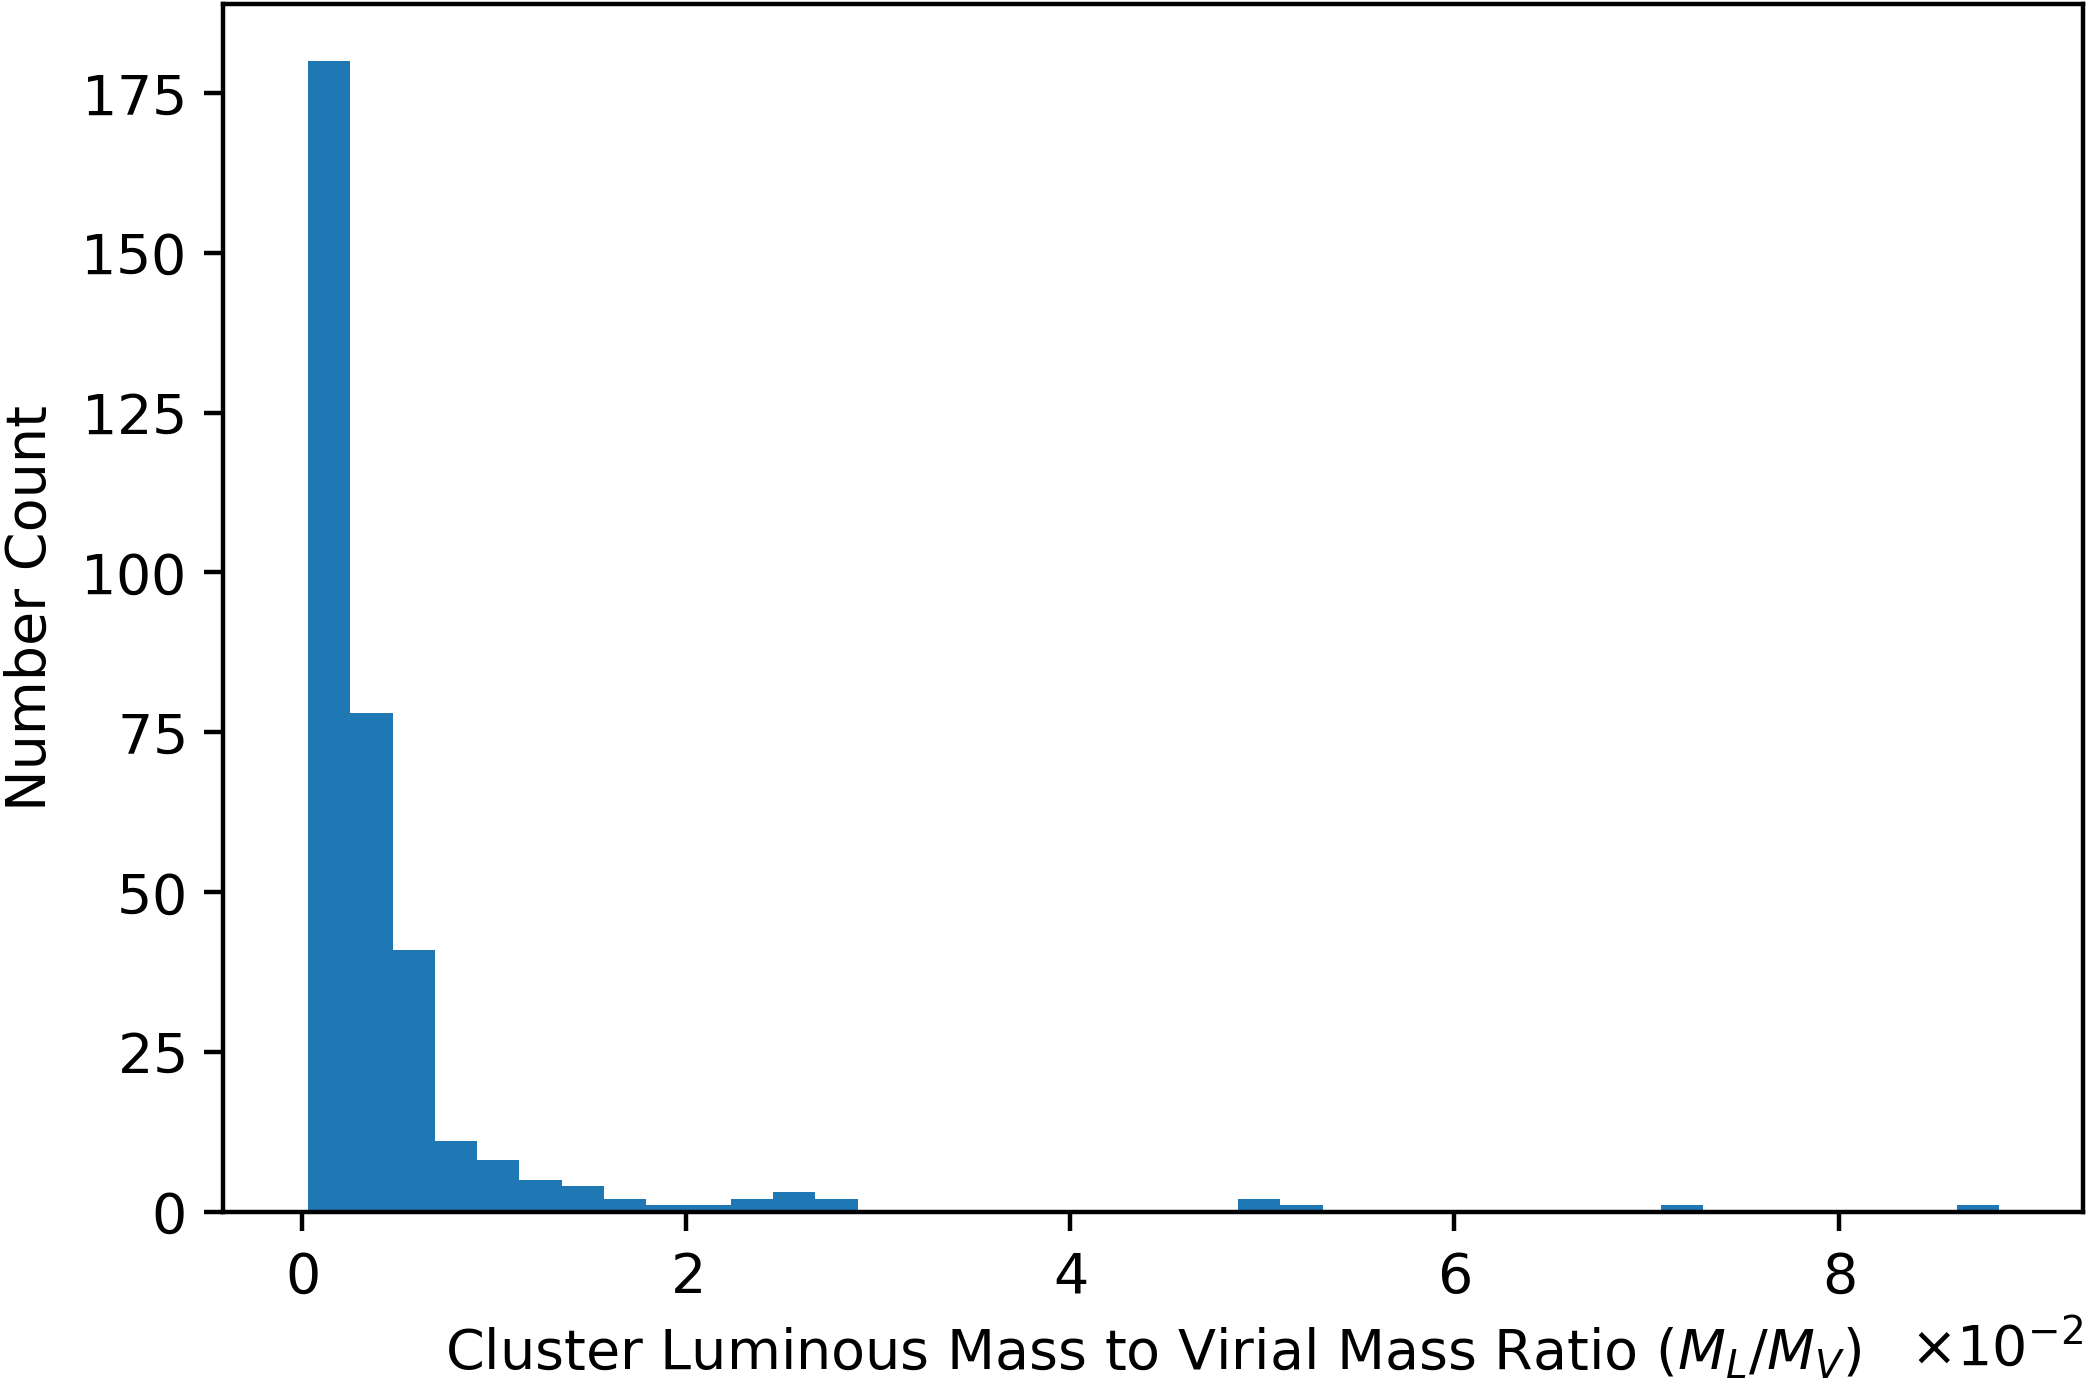 175
150
125
100
75
50
25
0
Number Count
0 2 4 6 8
Cluster Luminous Mass to Virial Mass Ratio ($M_L/M_V$) ×10⁻²